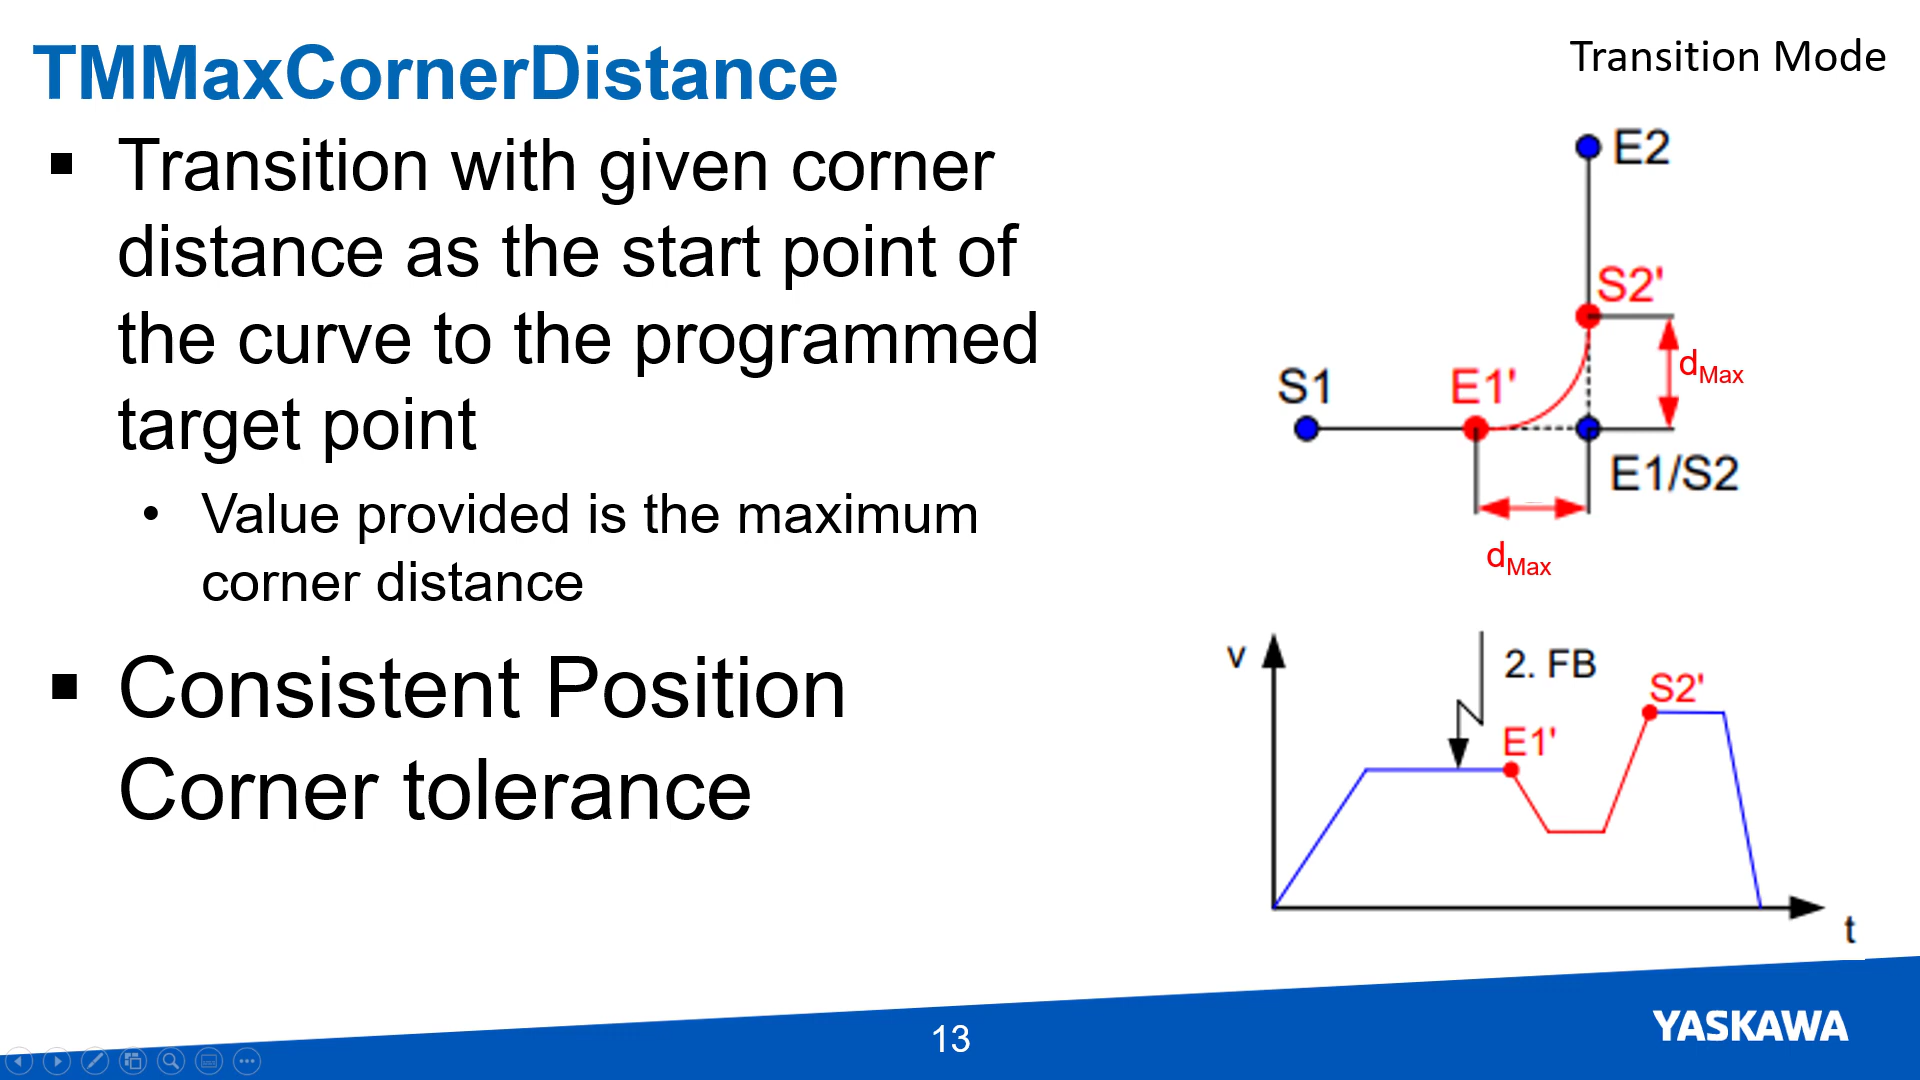 TMMaxCornerDistance
Transition Mode
▪ Transition with given corner
distance as the start point of
the curve to the programmed
target point
• Value provided is the maximum
corner distance
▪ Consistent Position
Corner tolerance
E2
S2'
dMax
S1
E1'
E1/S2
dMax
v
2. FB
S2'
E1'
t
13
YASKAWA